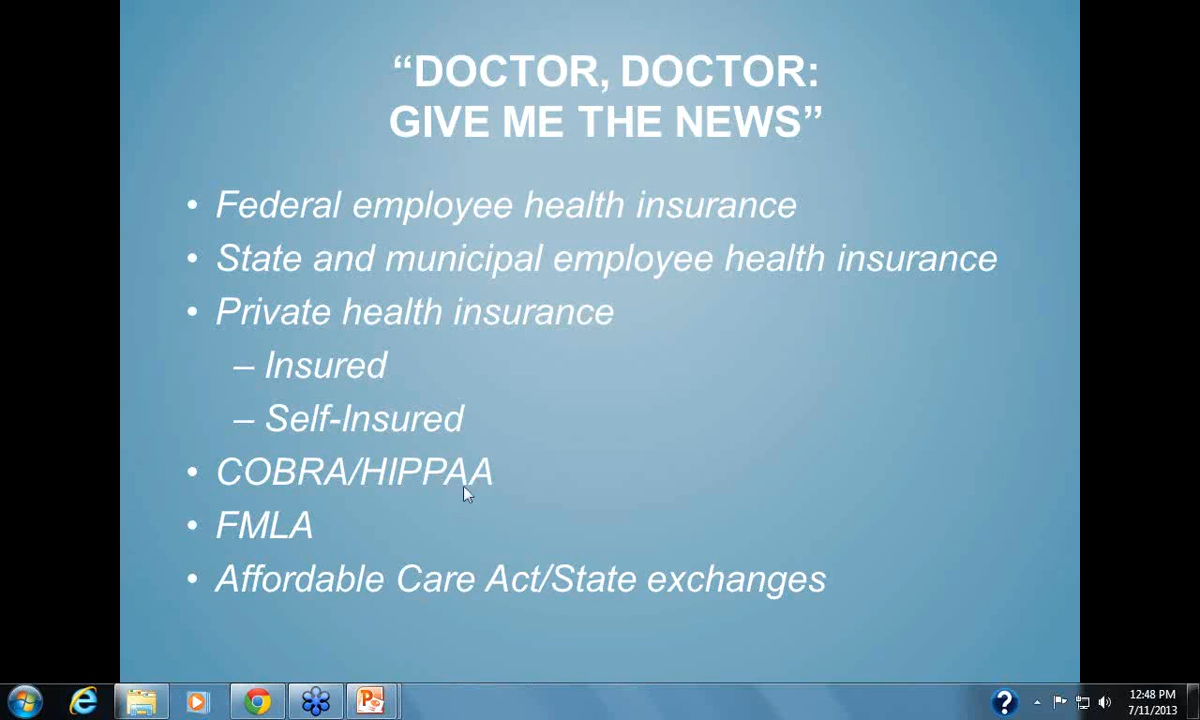 “DOCTOR, DOCTOR:
GIVE ME THE NEWS”
• Federal employee health insurance
• State and municipal employee health insurance
• Private health insurance
– Insured
– Self-Insured
• COBRA/HIPPAA
• FMLA
• Affordable Care Act/State exchanges
12:48 PM
7/11/2013